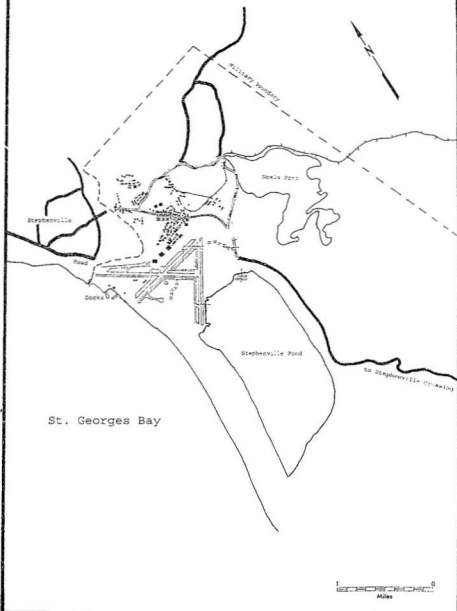 N
Military Boundary
Noels Pond
Stephenville
Road
Docks
Stephenville Pond
to Stephenville Crossing
St. Georges Bay
1 0
Miles